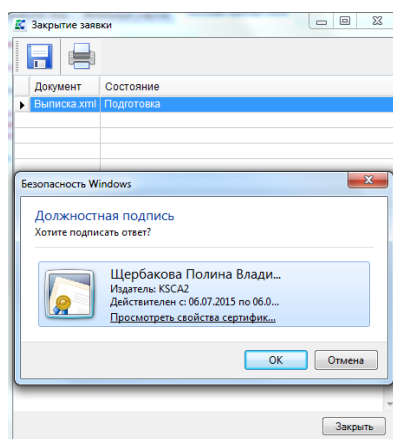 Закрытие заявки
Документ Состояние
Выписка.xml Подготовка
Безопасность Windows
Должностная подпись
Хотите подписать ответ?
Щербакова Полина Влади...
Издатель: KSCA2
Действителен с: 06.07.2015 по 06.0...
Просмотреть свойства сертифик...
ОК Отмена
Закрыть